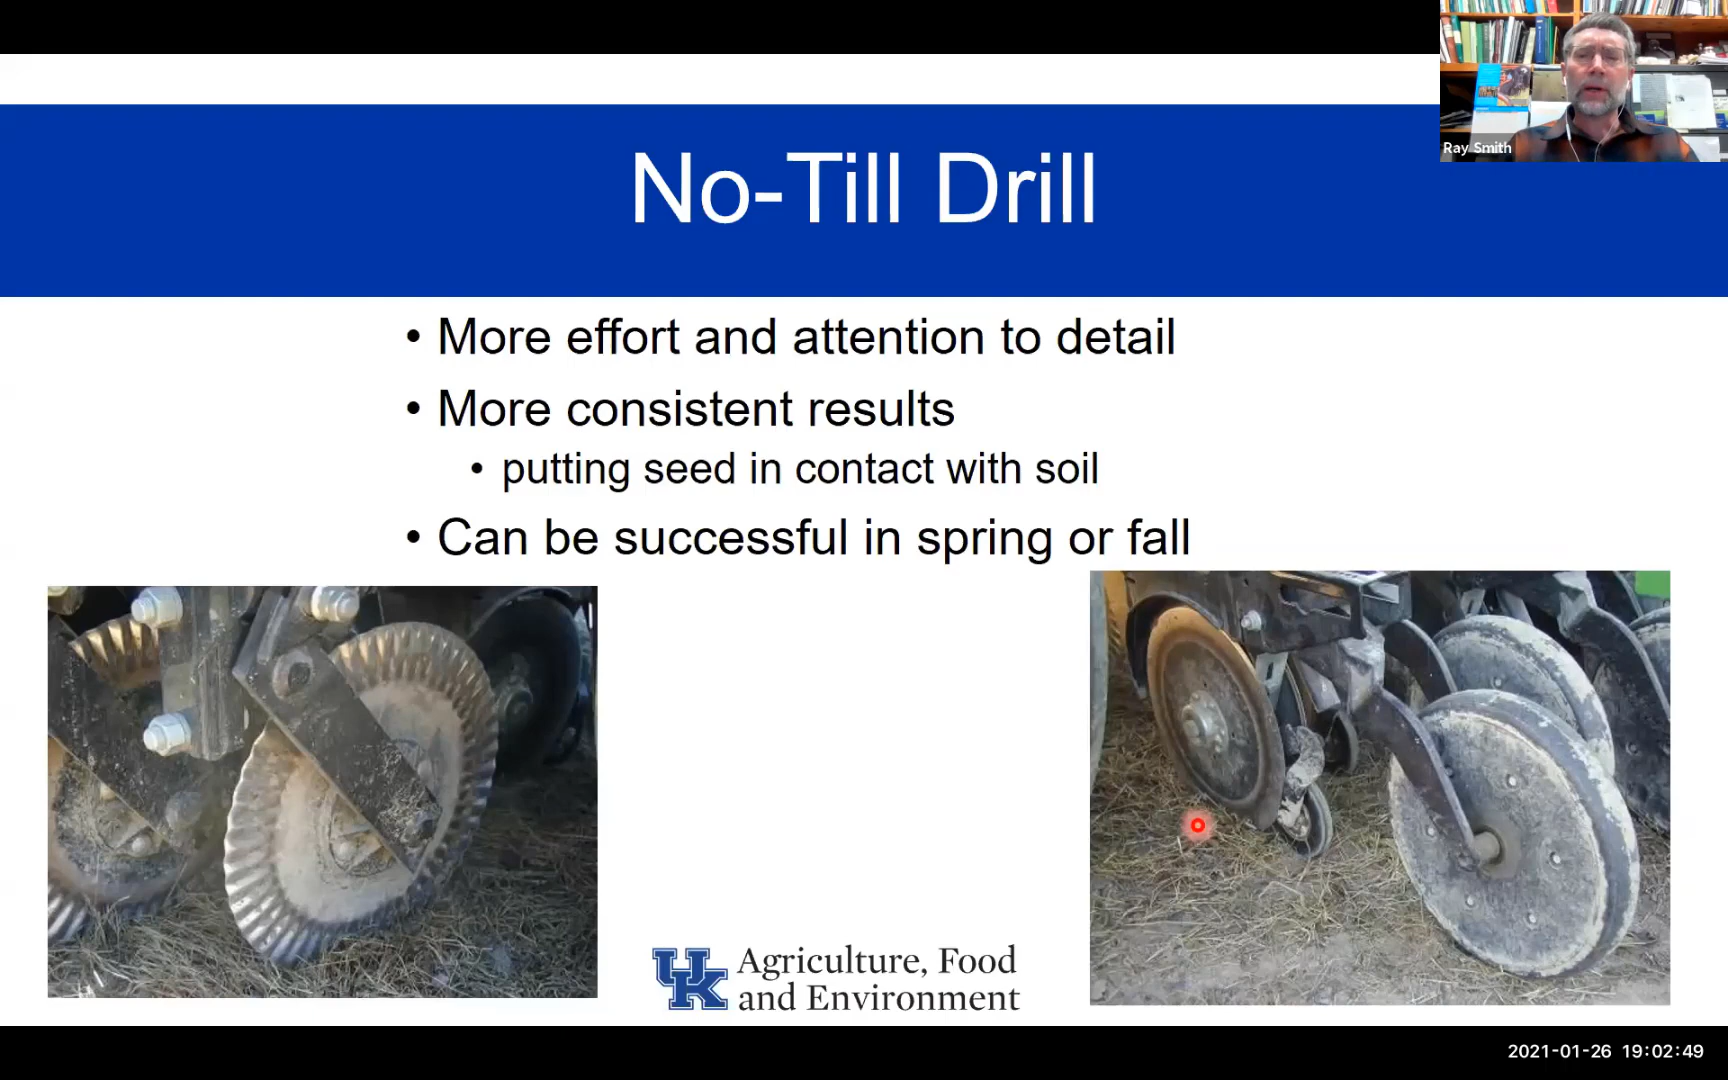 Ray Smith
No-Till Drill
• More effort and attention to detail
• More consistent results
• putting seed in contact with soil
• Can be successful in spring or fall
UK
Agriculture, Food
and Environment
2021-01-26 19:02:49